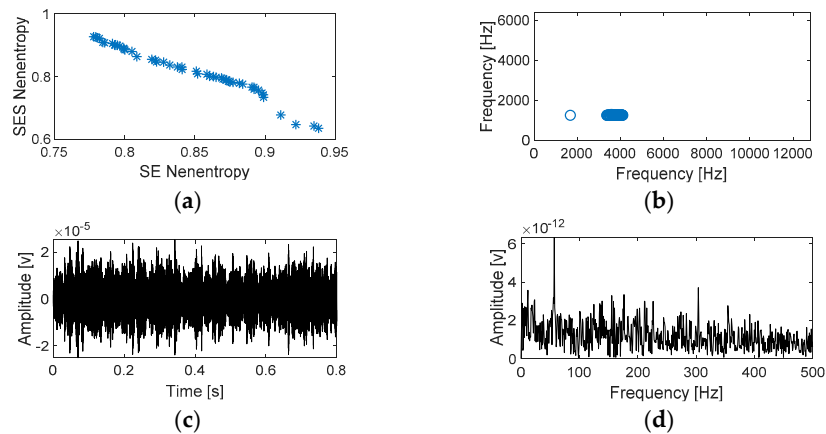 SES Nenentropy
1
0.8
0.6
0.75 0.8 0.85 0.9 0.95
SE Nenentropy
(a)
Frequency [Hz]
6000
4000
2000
0
0 2000 4000 6000 8000 10000 12000
Frequency [Hz]
(b)
×10-5
Amplitude [v]
2
0
-2
0 0.2 0.4 0.6 0.8
Time [s]
(c)
×10-12
Amplitude [v]
6
4
2
0
0 100 200 300 400 500
Frequency [Hz]
(d)